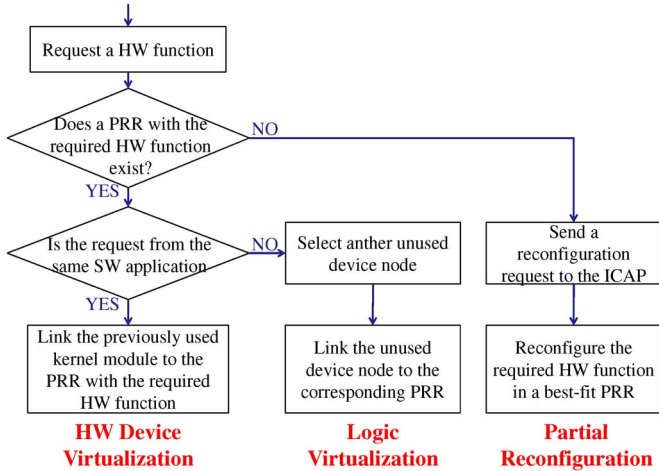 Request a HW function
Does a PRR with the
required HW function
exist?
NO
YES
Is the request from the
same SW application
NO
YES
Select anther unused
device node
Send a
reconfiguration
request to the ICAP
Link the previously used
kernel module to the
PRR with the required
HW function
Link the unused
device node to the
corresponding PRR
Reconfigure the
required HW function
in a best-fit PRR
HW Device
Virtualization
Logic
Virtualization
Partial
Reconfiguration